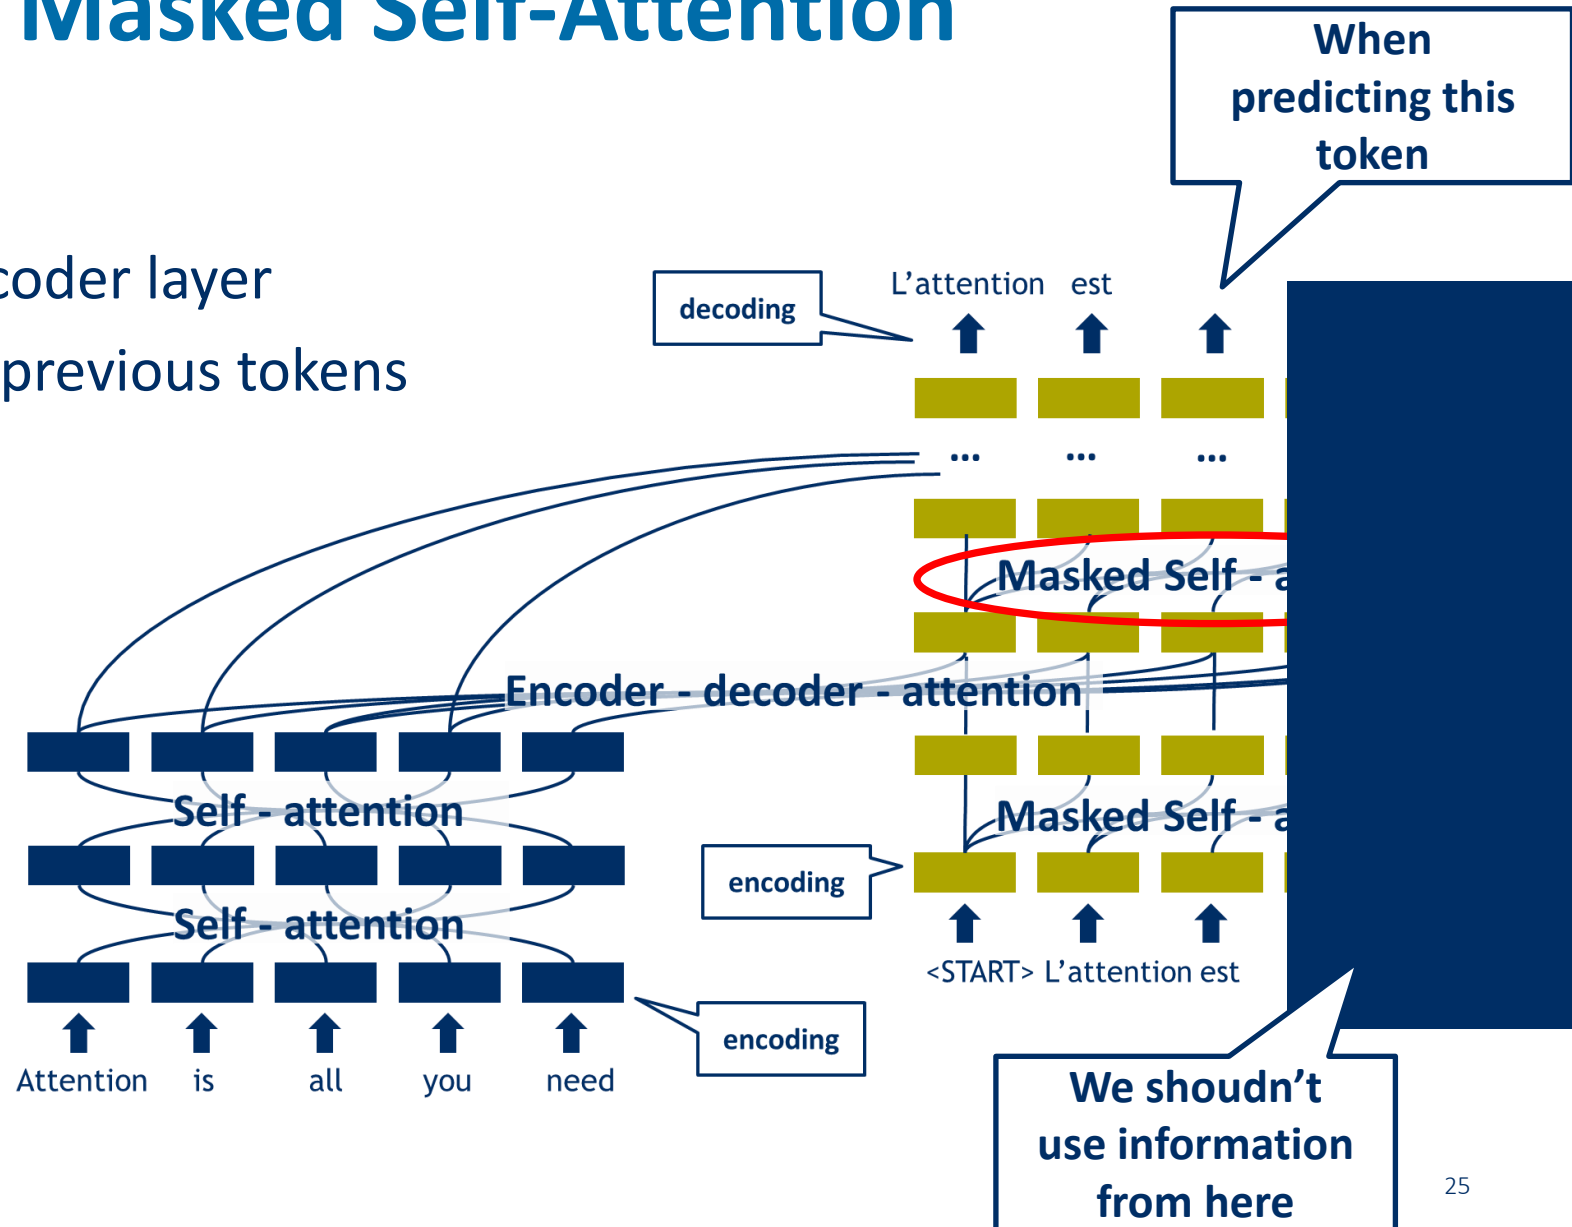 Masked Self-Attention
When
predicting this
token
coder layer
previous tokens
decoding
L’attention est
... ... ...
Masked Self - a
Encoder - decoder - attention
Self - attention
Masked Self - a
encoding
Self - attention
<START> L’attention est
encoding
Attention is all you need
We shoudn’t
use information
from here
25